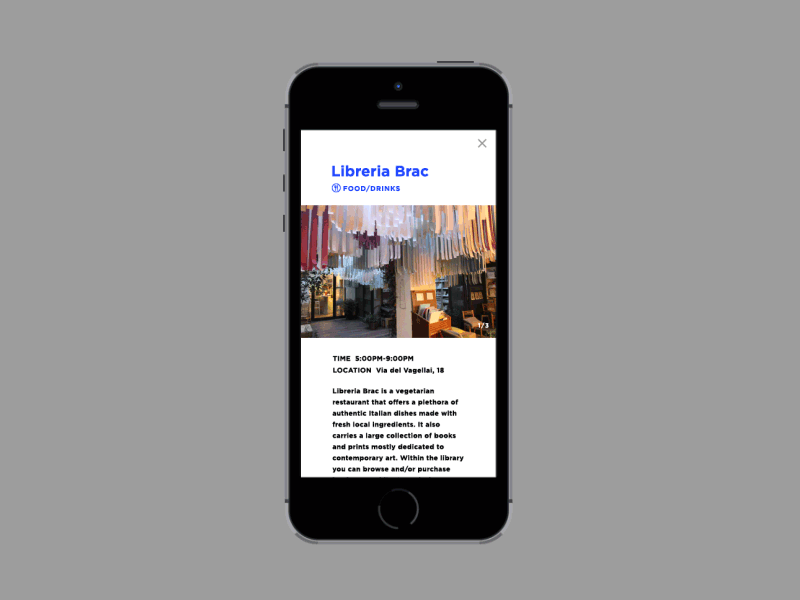 Libreria Brac
FOOD/DRINKS
1/3
TIME 5:00PM-9:00PM
LOCATION Via del Vagellai, 18
Libreria Brac is a vegetarian
restaurant that offers a plethora of
authentic Italian dishes made with
fresh local ingredients. It also
carries a large collection of books
and prints mostly dedicated to
contemporary art. Within the library
you can browse and/or purchase